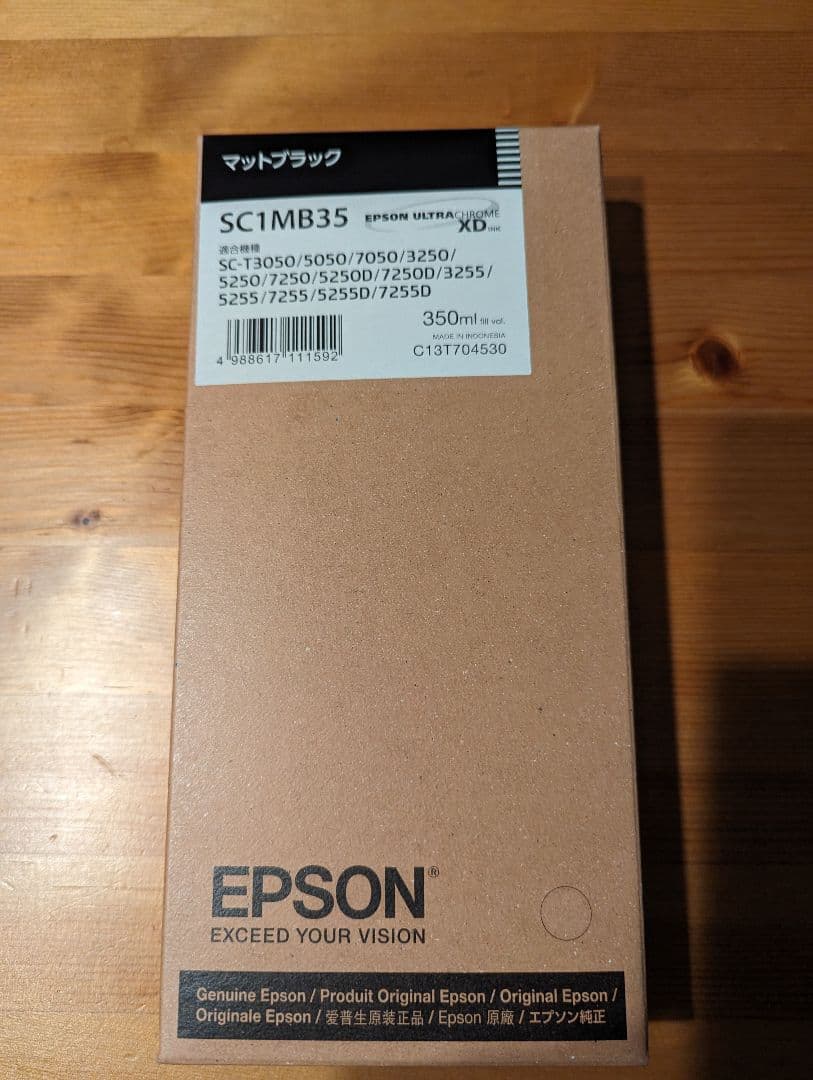 マットブラック
SC1MB35
EPSON ULTRACHROME
XD INK
適合機種
SC-T3050/5050/7050/3250/
5250/7250/5250D/7250D/3255/
5255/7255/5255D/7255D
350ml fill vol.
MADE IN INDONESIA
4 988617 111592
C13T704530
EPSON®
EXCEED YOUR VISION
Genuine Epson / Produit Original Epson / Original Epson /
Originale Epson / 爱普生原装正品 / Epson 原廠 / エプソン純正